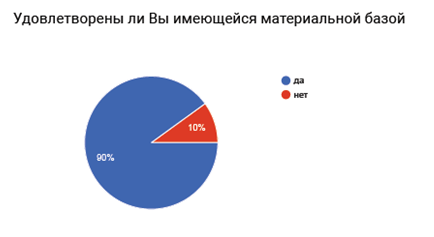 Удовлетворены ли Вы имеющейся материальной базой
да
нет
10%
90%